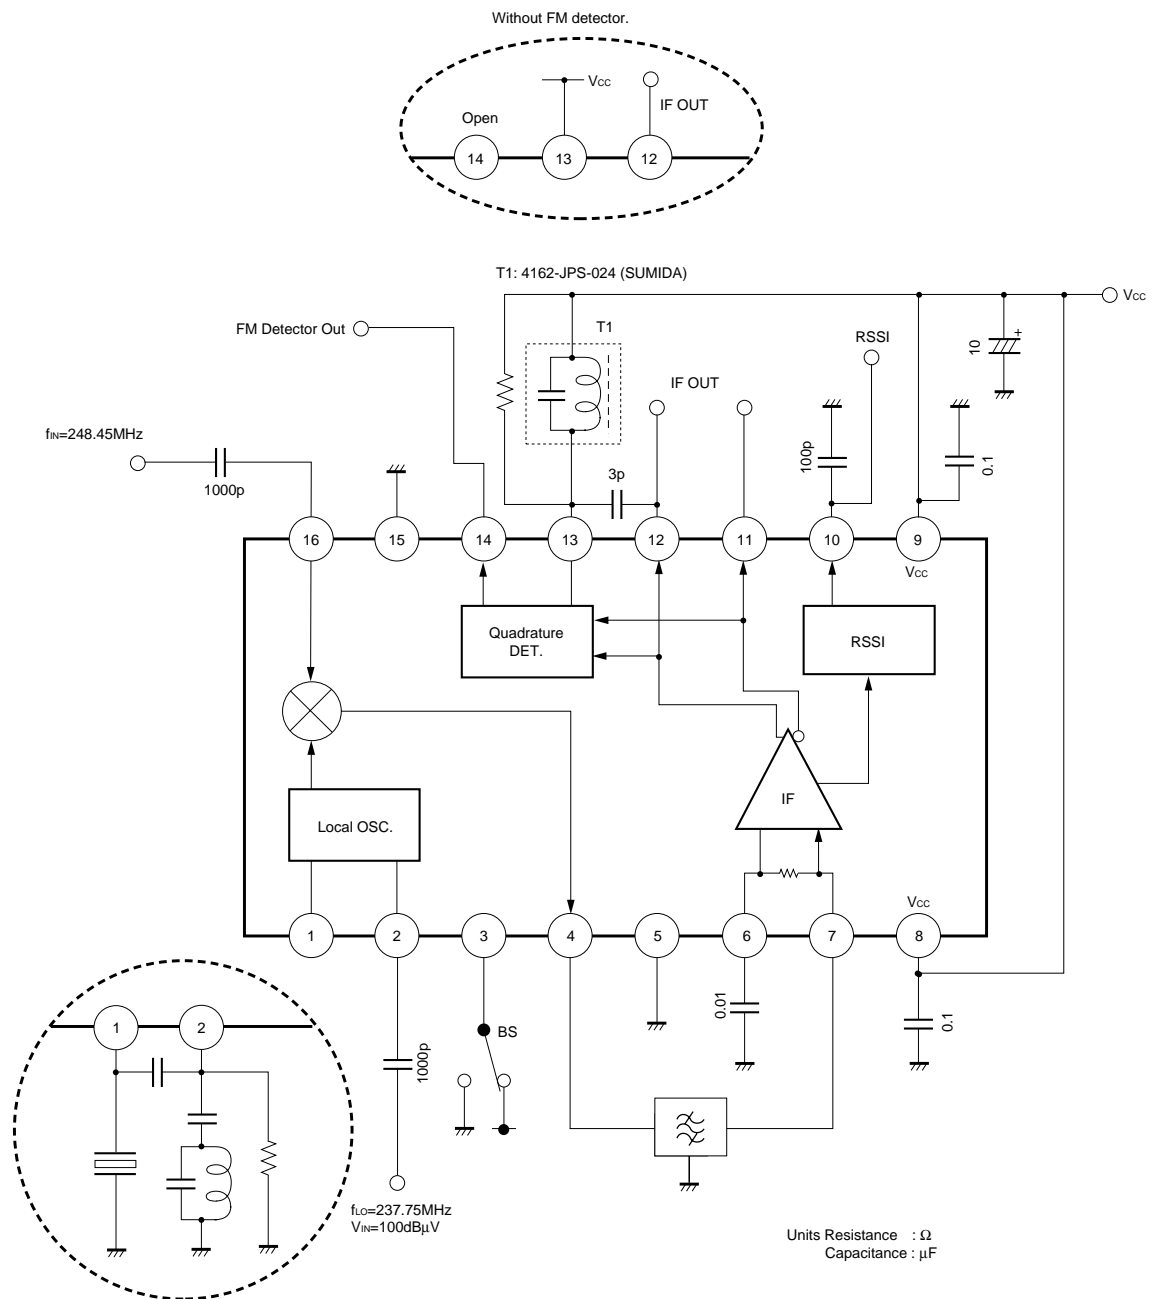 Without FM detector.
VCC
IF OUT
Open
14
13
12
T1: 4162-JPS-024 (SUMIDA)
VCC
FM Detector Out
T1
RSSI
10
+
IF OUT
fIN=248.45MHz
1000p
100p
0.1
3p
16
15
14
13
12
11
10
9
VCC
Quadrature
DET.
RSSI
IF
Local OSC.
VCC
1
2
3
4
5
6
7
8
1000p
BS
0.01
0.1
1
2
fLO=237.75MHz
VIN=100dBμV
Units Resistance : Ω
Capacitance : μF